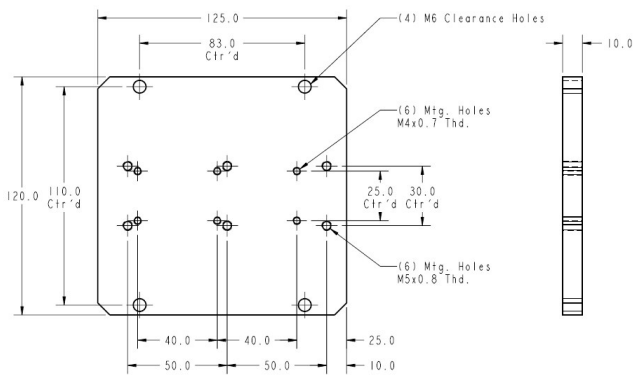 125.0
(4) M6 Clearance Holes
83.0
Ctr'd
10.0
(6) Mtg. Holes
M4x0.7 Thd.
120.0
110.0
Ctr'd
25.0
Ctr'd
30.0
Ctr'd
(6) Mtg. Holes
M5x0.8 Thd.
40.0
40.0
25.0
50.0
50.0
10.0